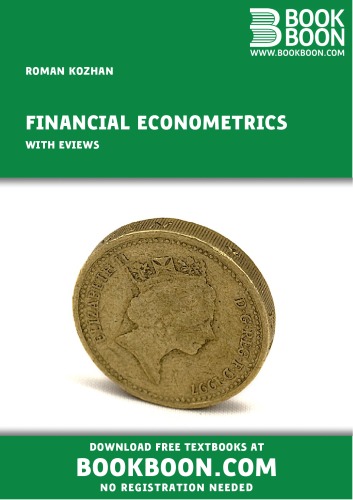 BOOK
BOON
WWW.BOOKBOON.COM
ROMAN KOZHAN
FINANCIAL ECONOMETRICS
WITH EVIEWS
ELIZABETH II
D·G·REG·F·D·1997
DOWNLOAD FREE TEXTBOOKS AT
BOOKBOON.COM
NO REGISTRATION NEEDED